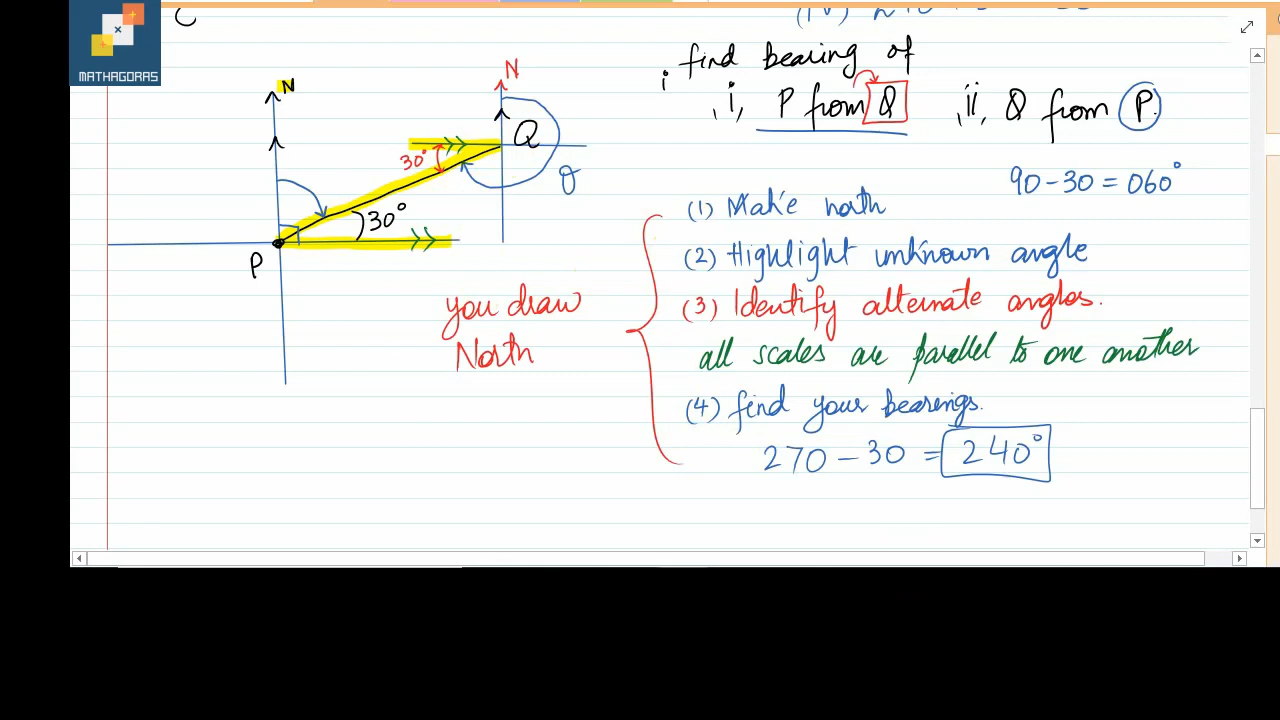 MATHAGORAS
find bearing of
i
, i, P from Q ,ii, Q from P.
90-30 = 060°
N
N
Q
30°
θ
30°
P
(1) Make north
(2) Highlight unknown angle
(3) Identify alternate angles.
you draw
North
all scales are parallel to one another
(4) find your bearings.
270 - 30 = 240°